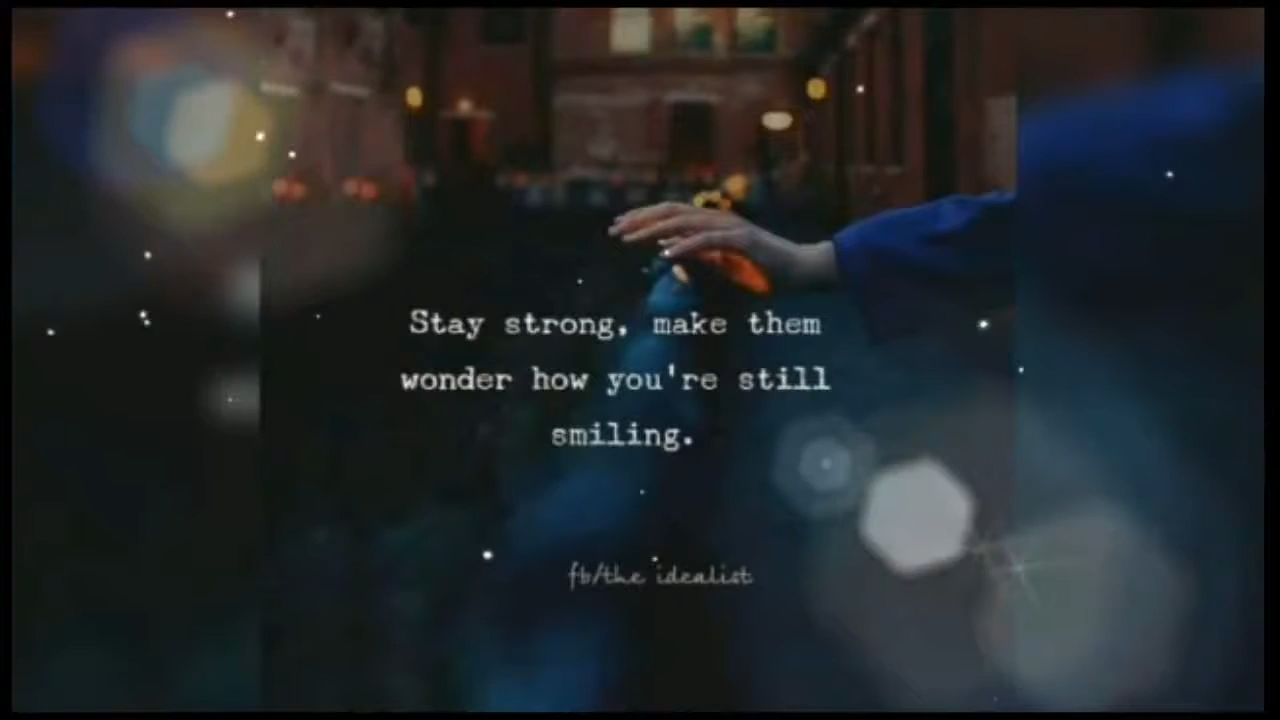 Stay strong, make them
wonder how you're still
smiling.
fb/the idealist